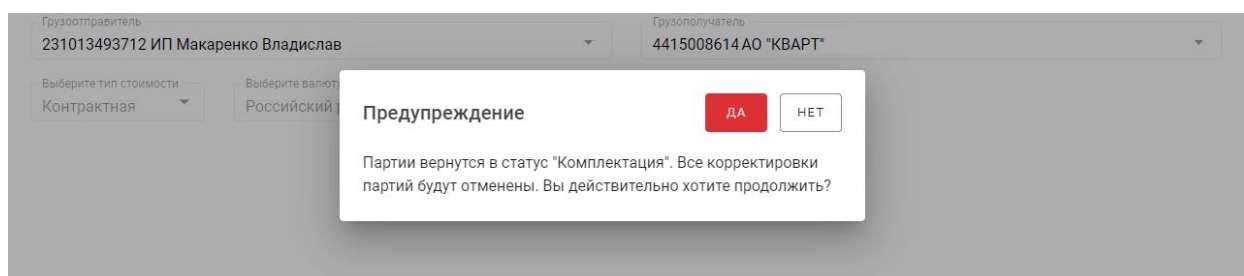 Грузоотправитель
Грузополучатель
231013493712 ИП Макаренко Владислав
4415008614 АО "КВАРТ"
Выберите тип стоимости
Выберите валют
Контрактная
Российский
Предупреждение
ДА
НЕТ
Партии вернутся в статус "Комплектация". Все корректировки
партий будут отменены. Вы действительно хотите продолжить?